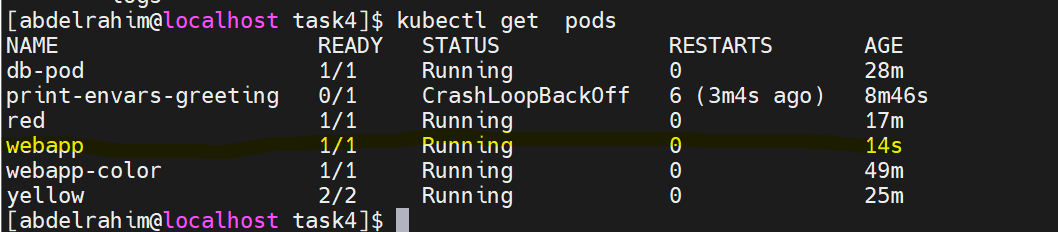 [abdelrahim@localhost task4]$ kubectl get  pods
NAME                    READY   STATUS             RESTARTS       AGE
db-pod                  1/1     Running            0              28m
print-envars-greeting   0/1     CrashLoopBackOff   6 (3m4s ago)   8m46s
red                     1/1     Running            0              17m
webapp                  1/1     Running            0              14s
webapp-color            1/1     Running            0              49m
yellow                  2/2     Running            0              25m
[abdelrahim@localhost task4]$